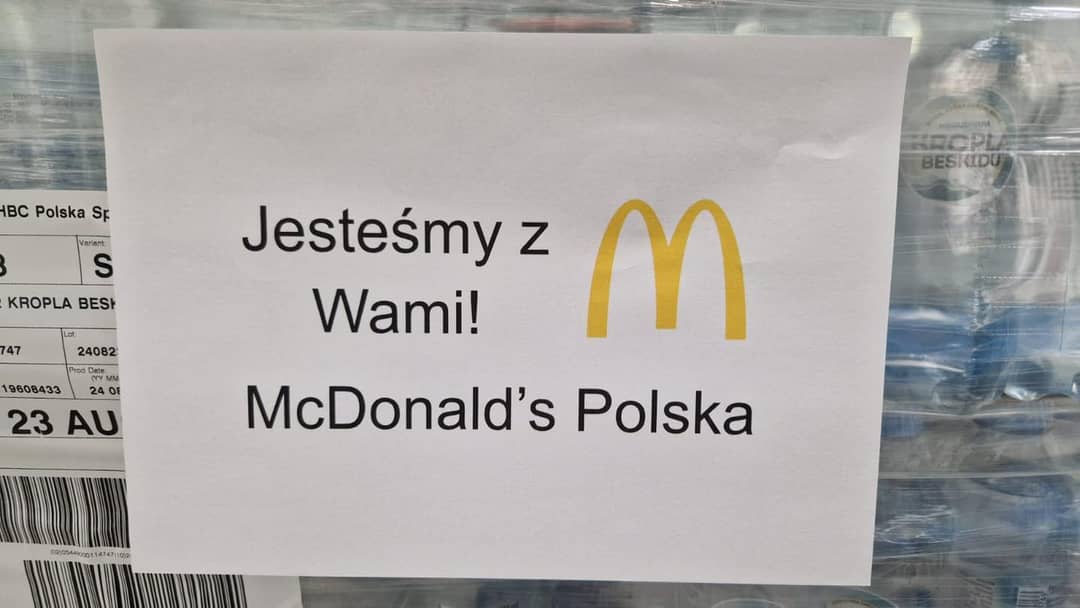 Jesteśmy z
Wami!
McDonald's Polska
HBC Polska Sp
Variant
S
KROPLA BESK
Lot
747
24082
Prod Date
19608433
23 AU
KROPLA
BESKIDU